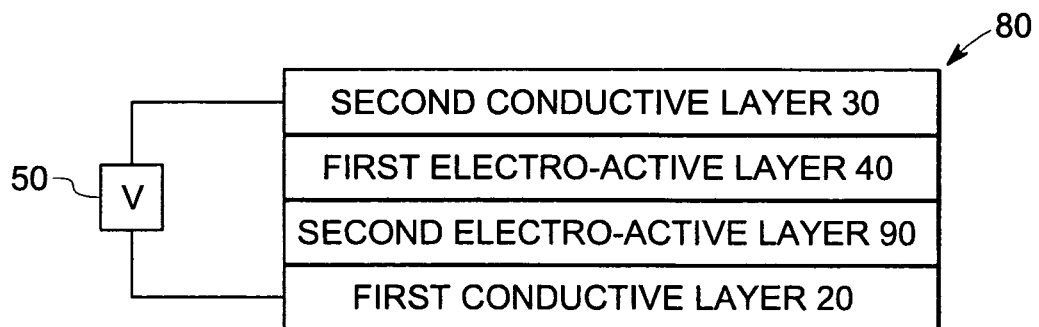 80
SECOND CONDUCTIVE LAYER 30
FIRST ELECTRO-ACTIVE LAYER 40
50
V
SECOND ELECTRO-ACTIVE LAYER 90
FIRST CONDUCTIVE LAYER 20